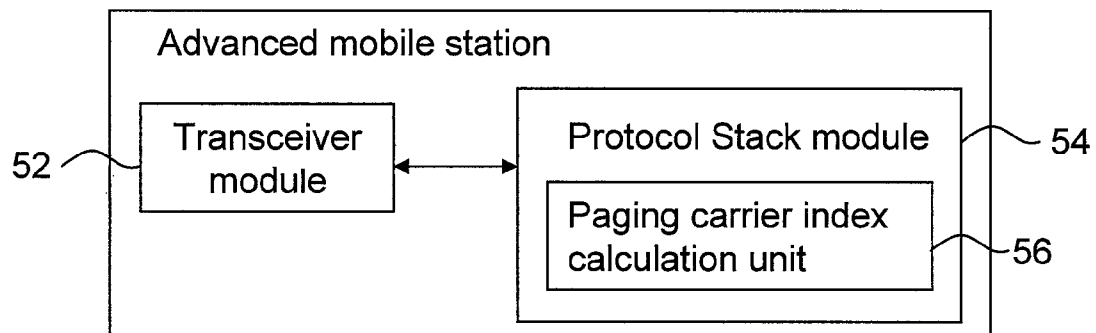 Advanced mobile station
52
Transceiver
module
Protocol Stack module
54
Paging carrier index
calculation unit
56